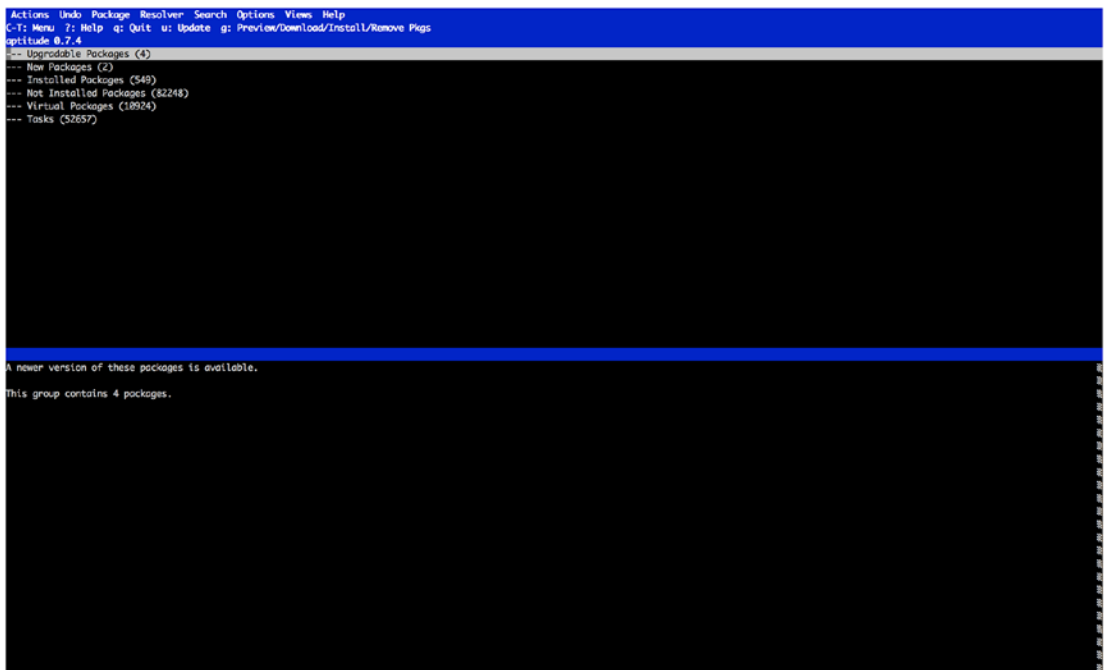 Actions Undo Package Resolver Search Options Views Help
C-T: Menu ?: Help q: Quit u: Update g: Preview/Download/Install/Remove Pkgs
aptitude 0.7.4
--- Upgradable Packages (4)
--- New Packages (2)
--- Installed Packages (549)
--- Not Installed Packages (82248)
--- Virtual Packages (10924)
--- Tasks (52657)
A newer version of these packages is available.
This group contains 4 packages.